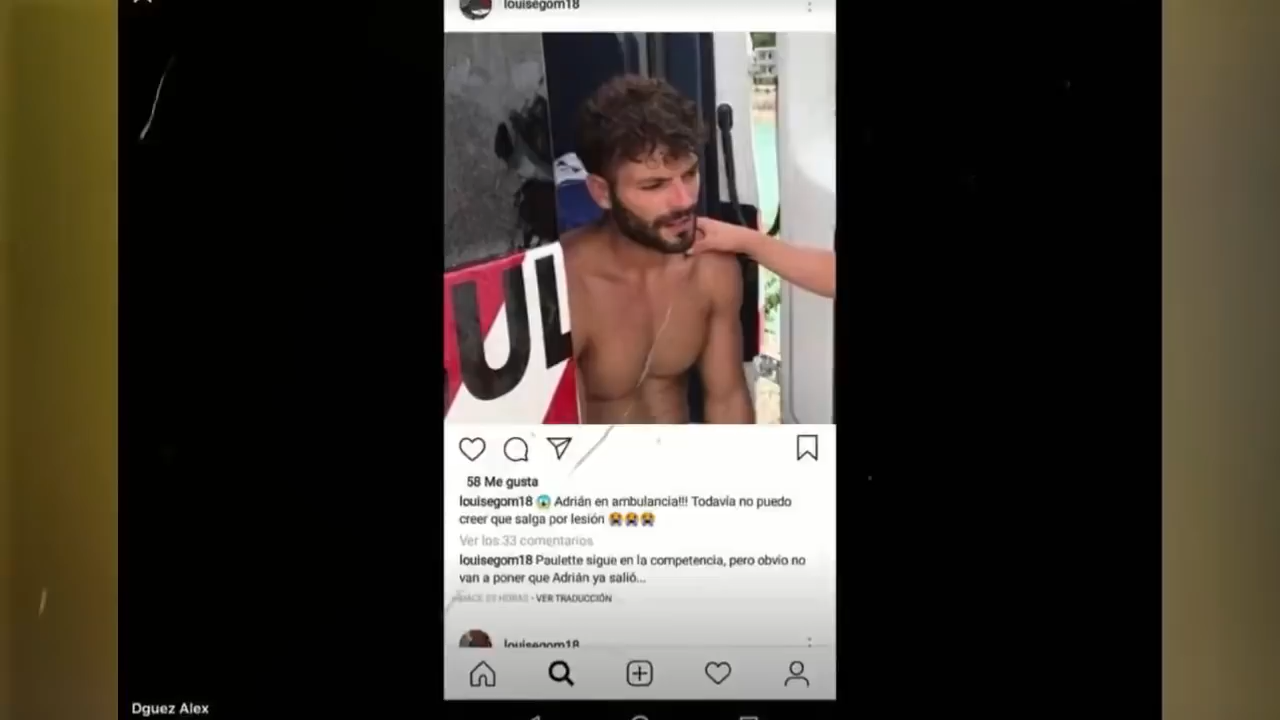 louisegom18
UL
58 Me gusta
louisegom18 😱 Adrián en ambulancia!!! Todavía no puedo
creer que salga por lesión 😭😭😭
Ver los 33 comentarios
louisegom18 Paulette sigue en la competencia, pero obvio no
van a poner que Adrián ya salió...
HORAS • VER TRADUCCIÓN
louisegom18
Dguez Alex